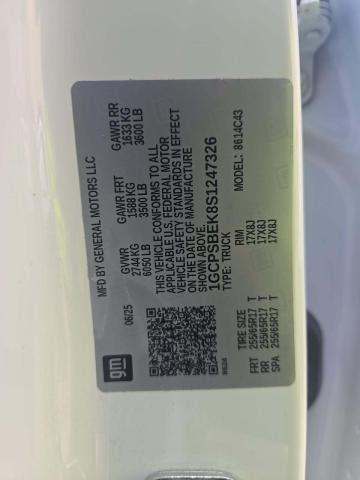 MFD BY GENERAL MOTORS LLC
06/25
GVWR
2744 KG
6050 LB
GAWR FRT
1588 KG
3500 LB
GAWR RR
1633 KG
3600 LB
THIS VEHICLE CONFORMS TO ALL
APPLICABLE U.S. FEDERAL MOTOR
VEHICLE SAFETY STANDARDS IN EFFECT
ON THE DATE OF MANUFACTURE
SHOWN ABOVE.
1GCPSBEK8S1247326
TYPE: TRUCK
MODEL: 8614C43
TIRE SIZE
RIM
FRT 255/65R17 T 17X8J
RR 255/65R17 T 17X8J
SPA 255/65R17 T 17X8J
gm